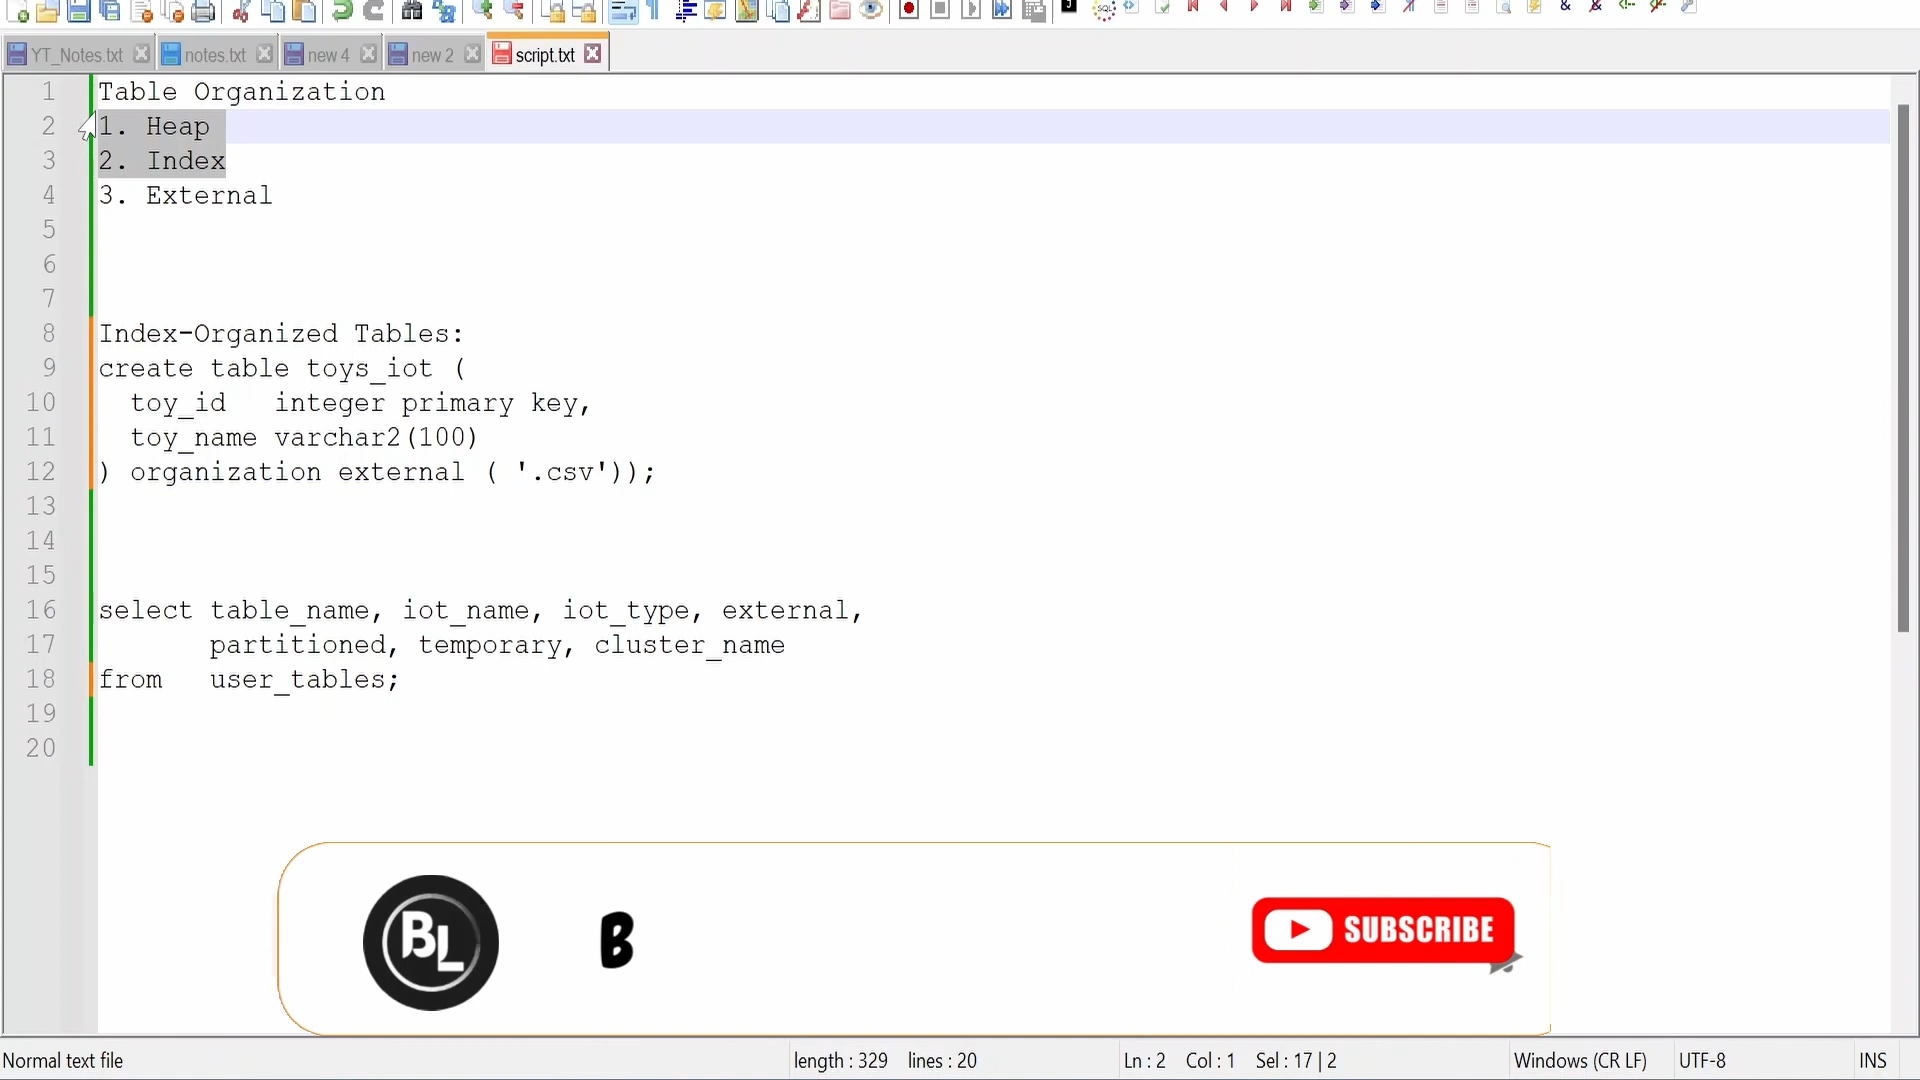 YT_Notes.txt notes.txt new 4 new 2 script.txt
1 Table Organization
2 1. Heap
3 2. Index
4 3. External
5
6
7
8 Index-Organized Tables:
9 create table toys_iot (
10 toy_id integer primary key,
11 toy_name varchar2(100)
12 ) organization external ( '.csv'));
13
14
15
16 select table_name, iot_name, iot_type, external,
17 partitioned, temporary, cluster_name
18 from user_tables;
19
20
BL B SUBSCRIBE
Normal text file length : 329 lines : 20 Ln : 2 Col : 1 Sel : 17 | 2 Windows (CR LF) UTF-8 INS